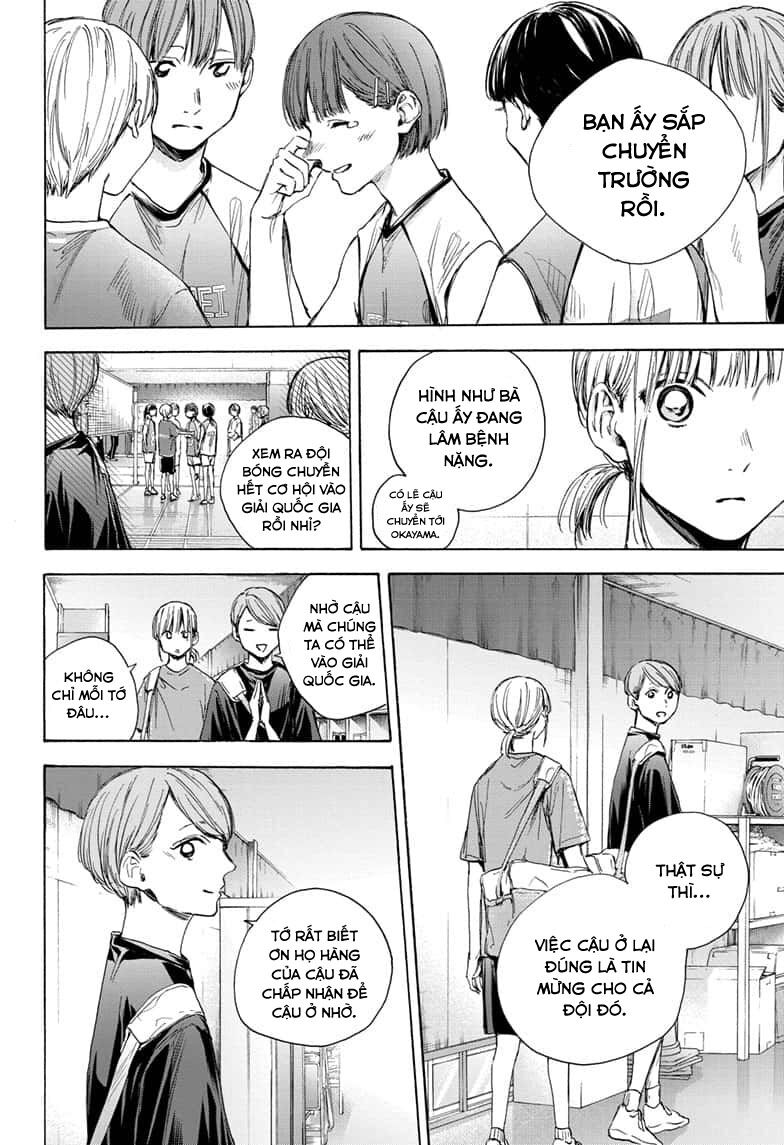 BẠN ẤY SẮP
CHUYỂN
TRƯỜNG
RỒI.
HÌNH NHƯ BÀ
CẬU ẤY ĐANG
LÂM BỆNH
NẶNG.
CÓ LẼ CẬU
ẤY SẼ
CHUYỂN TỚI
OKAYAMA.
XEM RA ĐỘI
BÓNG CHUYỀN
HẾT CƠ HỘI VÀO
GIẢI QUỐC GIA
RỒI NHỈ?
NHỜ CẬU
MÀ CHÚNG
TA CÓ THỂ
VÀO GIẢI
QUỐC GIA.
KHÔNG
CHỈ MỖI TỚ
ĐÂU...
THẬT SỰ
THÌ...
VIỆC CẬU Ở LẠI
ĐÚNG LÀ TIN
MỪNG CHO CẢ
ĐỘI ĐÓ.
TỚ RẤT BIẾT
ƠN HỌ HÀNG
CỦA CẬU ĐÃ
CHẤP NHẬN ĐỂ
CẬU Ở NHỜ.